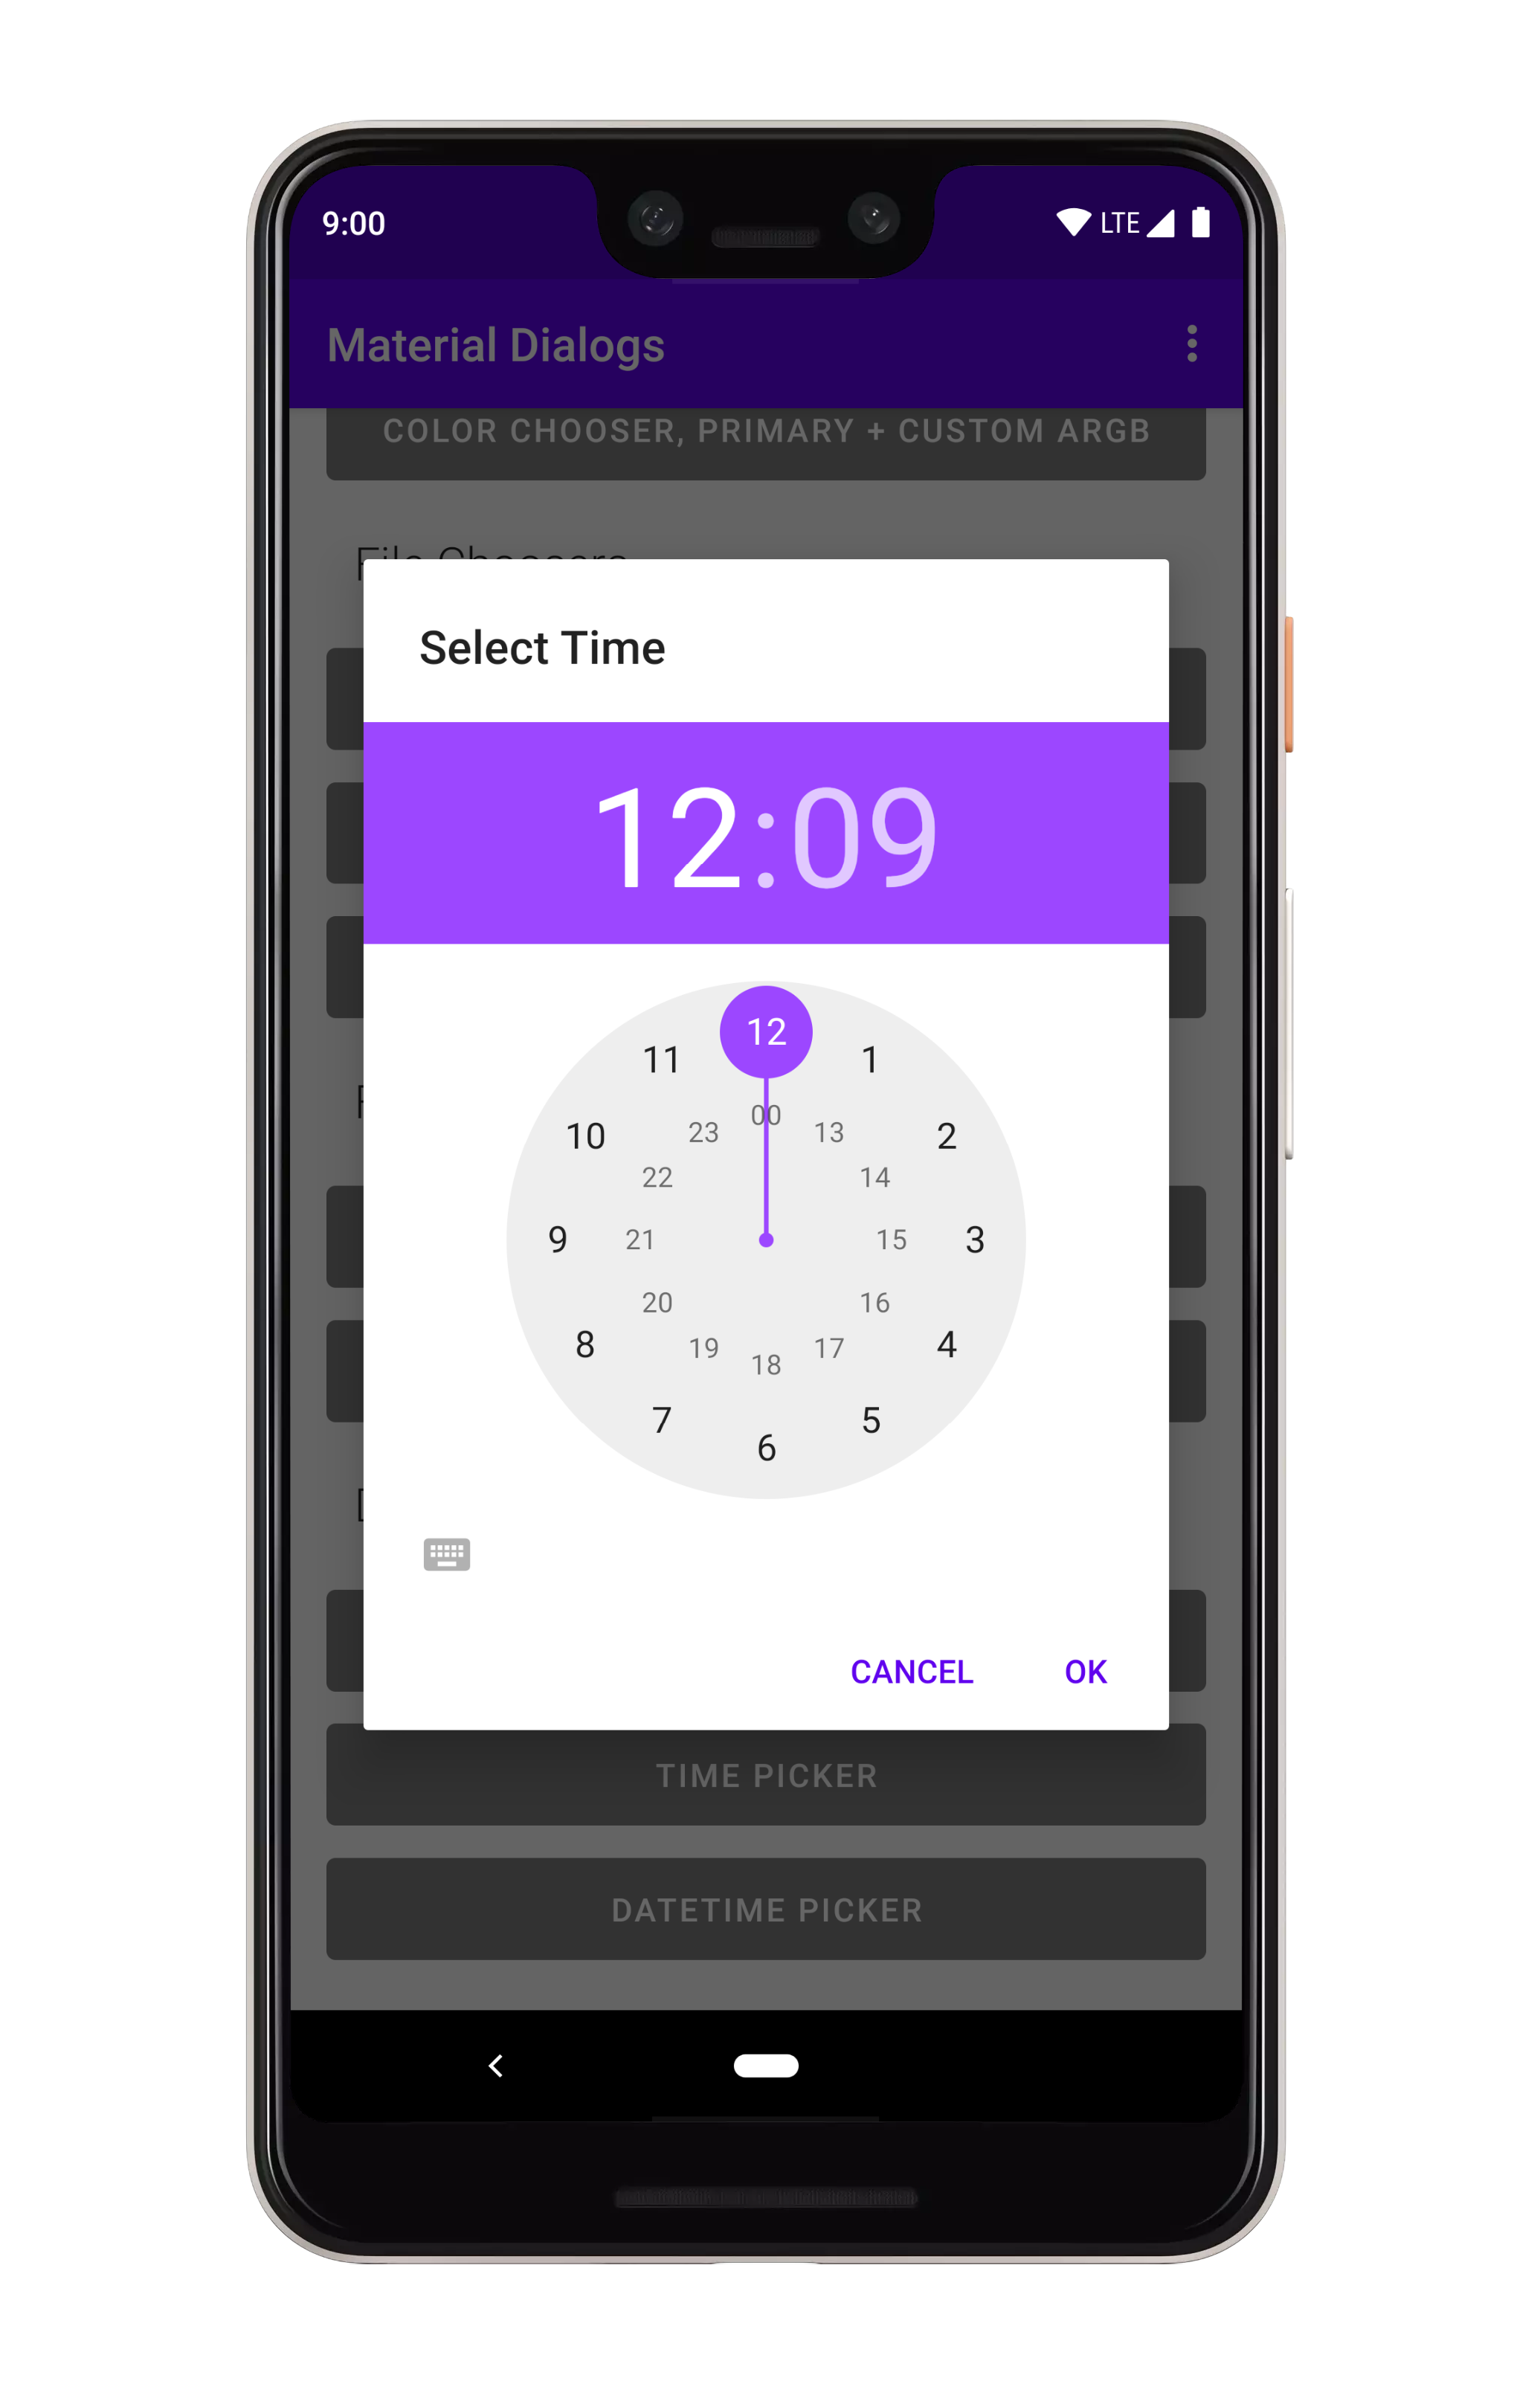 9:00 LTE
Material Dialogs
COLOR CHOOSER, PRIMARY + CUSTOM ARGB
File Choosers
Select Time
12:09
12
11 1
10 2
00
23 13
22 14
9 21 15 3
20 16
8 4
19 17
18
7 5
6
CANCEL OK
TIME PICKER
DATETIME PICKER